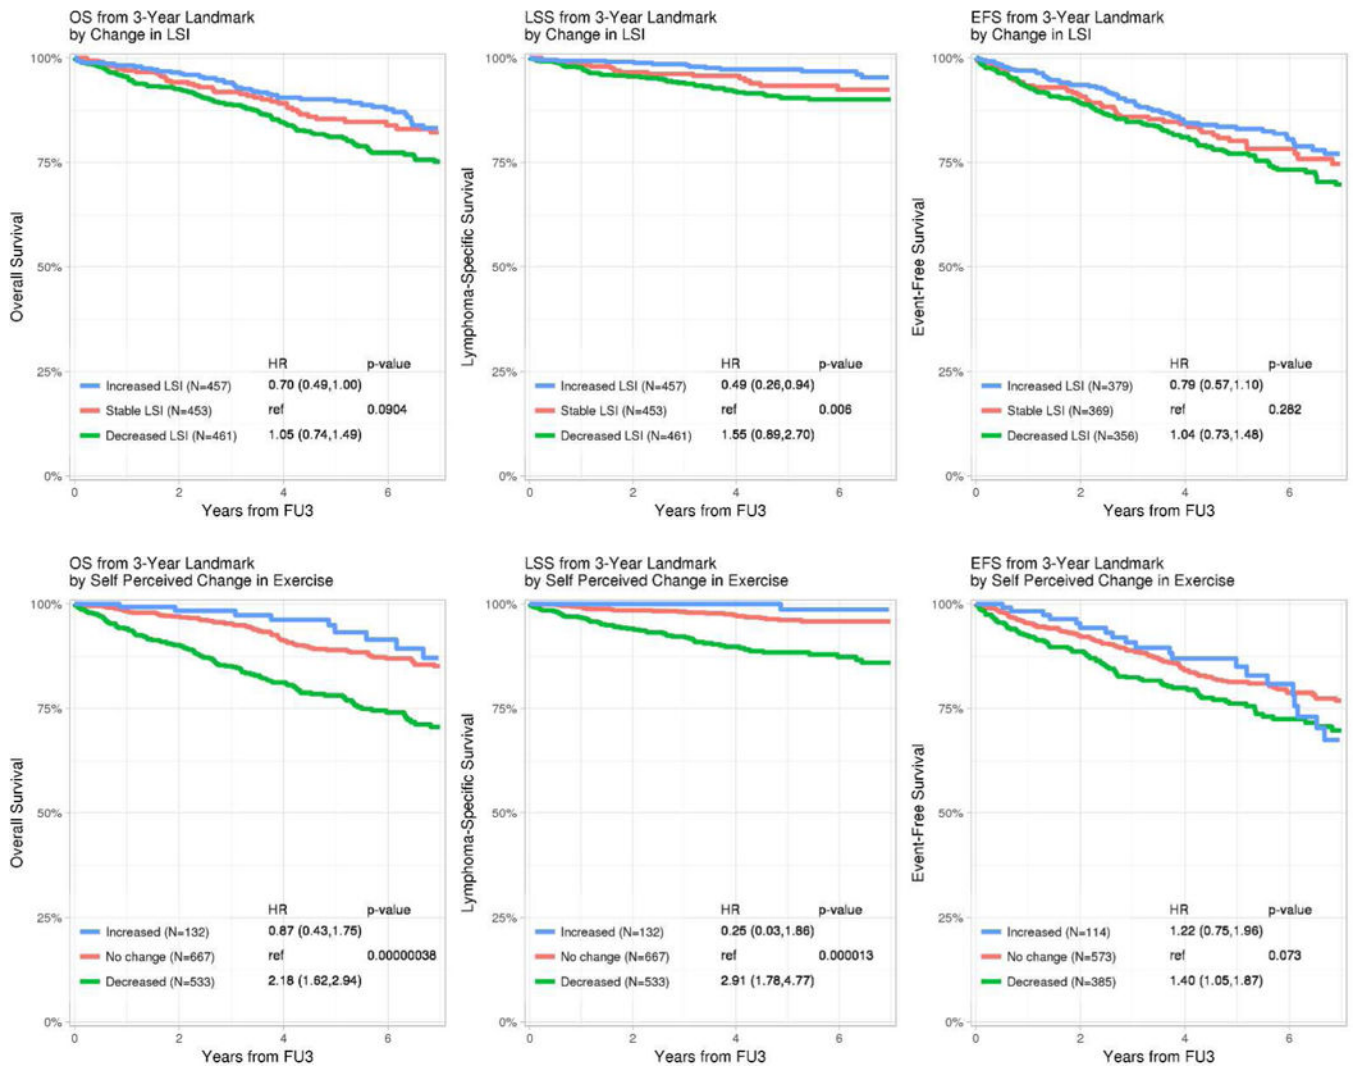 OS from 3-Year Landmark
by Change in LSI
100%
75%
50%
25%
0%
Overall Survival
HR p-value
Increased LSI (N=457) 0.70 (0.49,1.00)
Stable LSI (N=453) ref 0.0904
Decreased LSI (N=461) 1.05 (0.74,1.49)
0 2 4 6
Years from FU3
LSS from 3-Year Landmark
by Change in LSI
100%
75%
50%
25%
0%
Lymphoma-Specific Survival
HR p-value
Increased LSI (N=457) 0.49 (0.26,0.94)
Stable LSI (N=453) ref 0.006
Decreased LSI (N=461) 1.55 (0.89,2.70)
0 2 4 6
Years from FU3
EFS from 3-Year Landmark
by Change in LSI
100%
75%
50%
25%
0%
Event-Free Survival
HR p-value
Increased LSI (N=379) 0.79 (0.57,1.10)
Stable LSI (N=369) ref 0.282
Decreased LSI (N=356) 1.04 (0.73,1.48)
0 2 4 6
Years from FU3
OS from 3-Year Landmark
by Self Perceived Change in Exercise
100%
75%
50%
25%
0%
Overall Survival
HR p-value
Increased (N=132) 0.87 (0.43,1.75)
No change (N=667) ref 0.00000038
Decreased (N=533) 2.18 (1.62,2.94)
0 2 4 6
Years from FU3
LSS from 3-Year Landmark
by Self Perceived Change in Exercise
100%
75%
50%
25%
0%
Lymphoma-Specific Survival
HR p-value
Increased (N=132) 0.25 (0.03,1.86)
No change (N=667) ref 0.000013
Decreased (N=533) 2.91 (1.78,4.77)
0 2 4 6
Years from FU3
EFS from 3-Year Landmark
by Self Perceived Change in Exercise
100%
75%
50%
25%
0%
Event-Free Survival
HR p-value
Increased (N=114) 1.22 (0.75,1.96)
No change (N=573) ref 0.073
Decreased (N=385) 1.40 (1.05,1.87)
0 2 4 6
Years from FU3